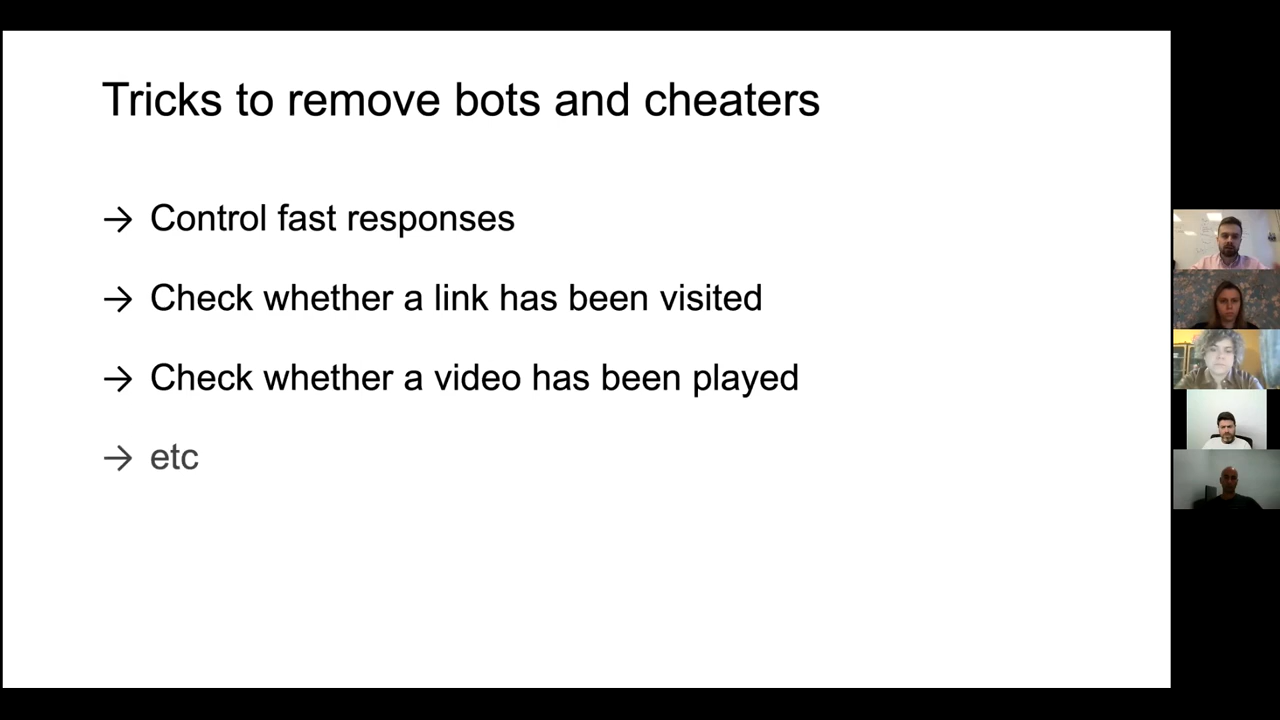 Tricks to remove bots and cheaters
→ Control fast responses
→ Check whether a link has been visited
→ Check whether a video has been played
→ etc